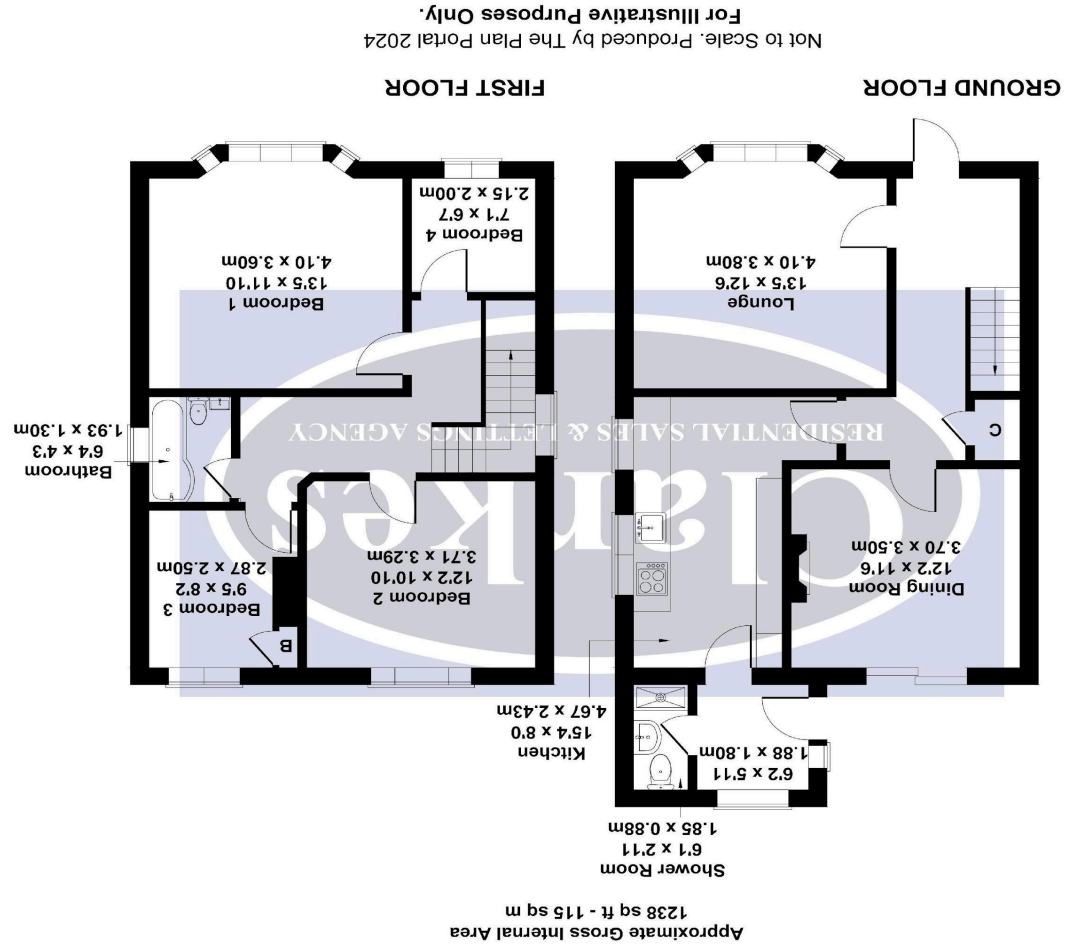 Approximate Gross Internal Area
1238 sq ft - 115 sq m
Shower Room
6'1 x 2'11
1.85 x 0.88m
6'2 x 5'11
1.88 x 1.80m
Kitchen
15'4 x 8'0
4.67 x 2.43m
Dining Room
12'2 x 11'6
3.70 x 3.50m
C
Lounge
13'5 x 12'6
4.10 x 3.80m
GROUND FLOOR
Bedroom 2
12'2 x 10'10
3.71 x 3.29m
B
Bedroom 3
9'5 x 8'2
2.87 x 2.50m
Bathroom
6'4 x 4'3
1.93 x 1.30m
Bedroom 4
7'1 x 6'7
2.15 x 2.00m
Bedroom 1
13'5 x 11'10
4.10 x 3.60m
FIRST FLOOR
Clarkes
RESIDENTIAL SALES & LETTINGS AGENCY
Not to Scale. Produced by The Plan Portal 2024
For Illustrative Purposes Only.